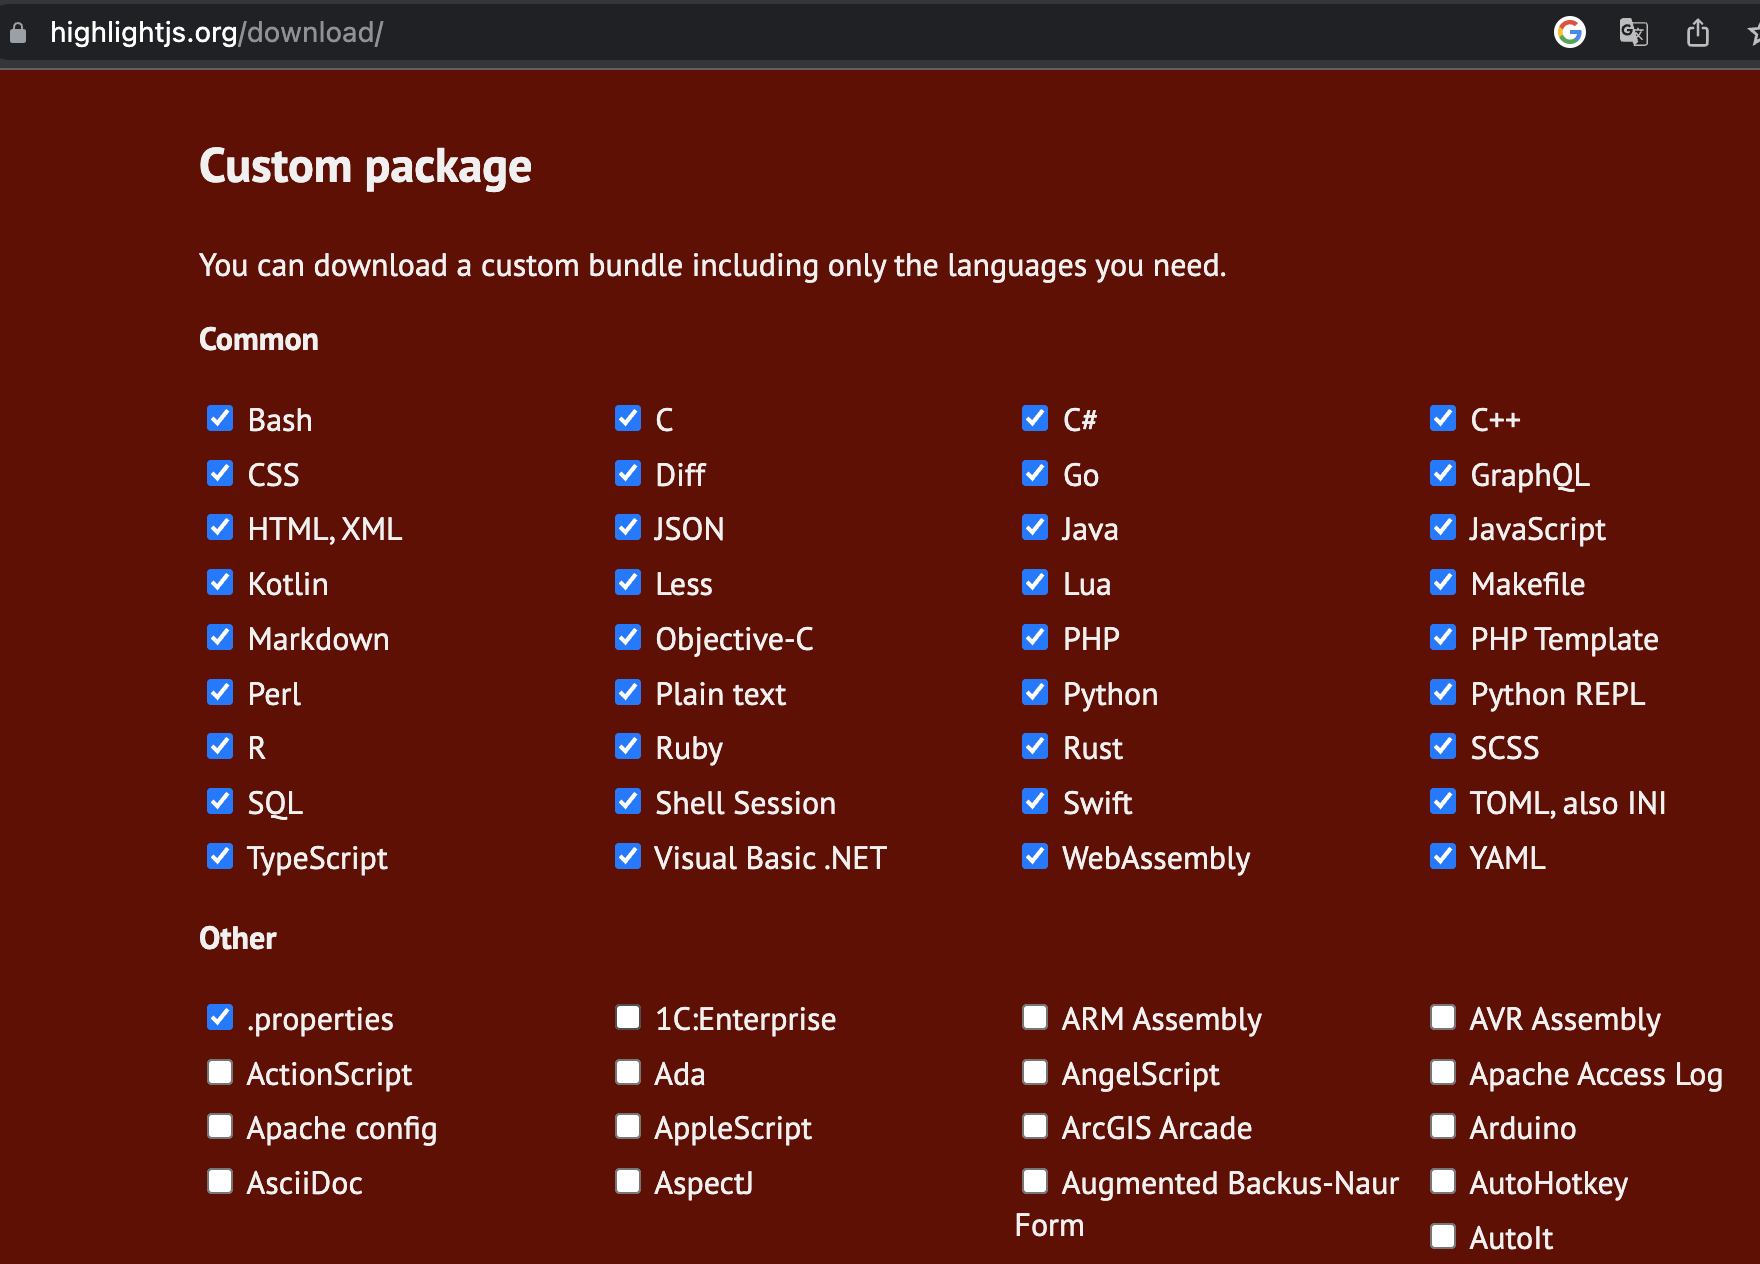 highlightjs.org/download/
Custom package
You can download a custom bundle including only the languages you need.
Common
Bash C C# C++
CSS Diff Go GraphQL
HTML, XML JSON Java JavaScript
Kotlin Less Lua Makefile
Markdown Objective-C PHP PHP Template
Perl Plain text Python Python REPL
R Ruby Rust SCSS
SQL Shell Session Swift TOML, also INI
TypeScript Visual Basic .NET WebAssembly YAML
Other
.properties 1C:Enterprise ARM Assembly AVR Assembly
ActionScript Ada AngelScript Apache Access Log
Apache config AppleScript ArcGIS Arcade Arduino
AsciiDoc AspectJ Augmented Backus-Naur AutoHotkey
Form
AutoIt